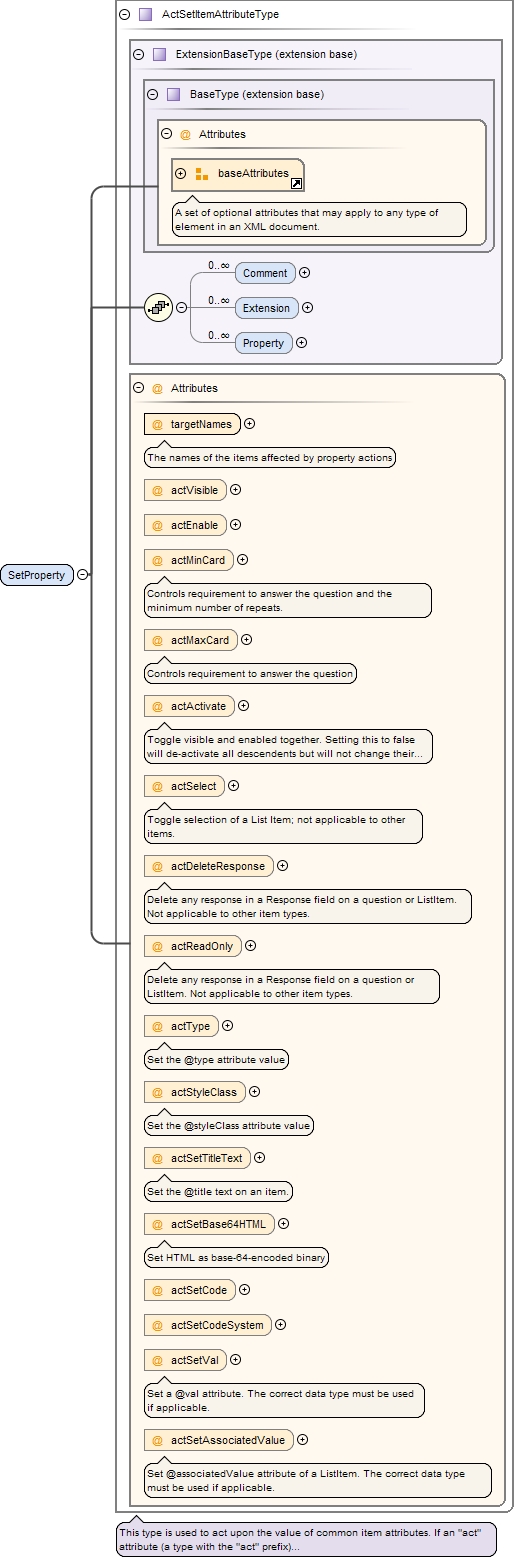 ActSetItemAttributeType
ExtensionBaseType (extension base)
BaseType (extension base)
@ Attributes
baseAttributes
A set of optional attributes that may apply to any type of
element in an XML document.
0..∞
Comment
0..∞
Extension
0..∞
Property
@ Attributes
@ targetNames
The names of the items affected by property actions
@ actVisible
@ actEnable
SetProperty
@ actMinCard
Controls requirement to answer the question and the
minimum number of repeats.
@ actMaxCard
Controls requirement to answer the question
@ actActivate
Toggle visible and enabled together. Setting this to false
will de-activate all descendents but will not change their...
@ actSelect
Toggle selection of a List Item; not applicable to other
items.
@ actDeleteResponse
Delete any response in a Response field on a question or ListItem.
Not applicable to other item types.
@ actReadOnly
Delete any response in a Response field on a question or
ListItem. Not applicable to other item types.
@ actType
Set the @type attribute value
@ actStyleClass
Set the @styleClass attribute value
@ actSetTitleText
Set the @title text on an item.
@ actSetBase64HTML
Set HTML as base-64-encoded binary
@ actSetCode
@ actSetCodeSystem
@ actSetVal
Set a @val attribute. The correct data type must be used
if applicable.
@ actSetAssociatedValue
Set @associatedValue attribute of a ListItem. The correct data type
must be used if applicable.
This type is used to act upon the value of common item attributes. If an "act"
attribute (a type with the "act" prefix)...